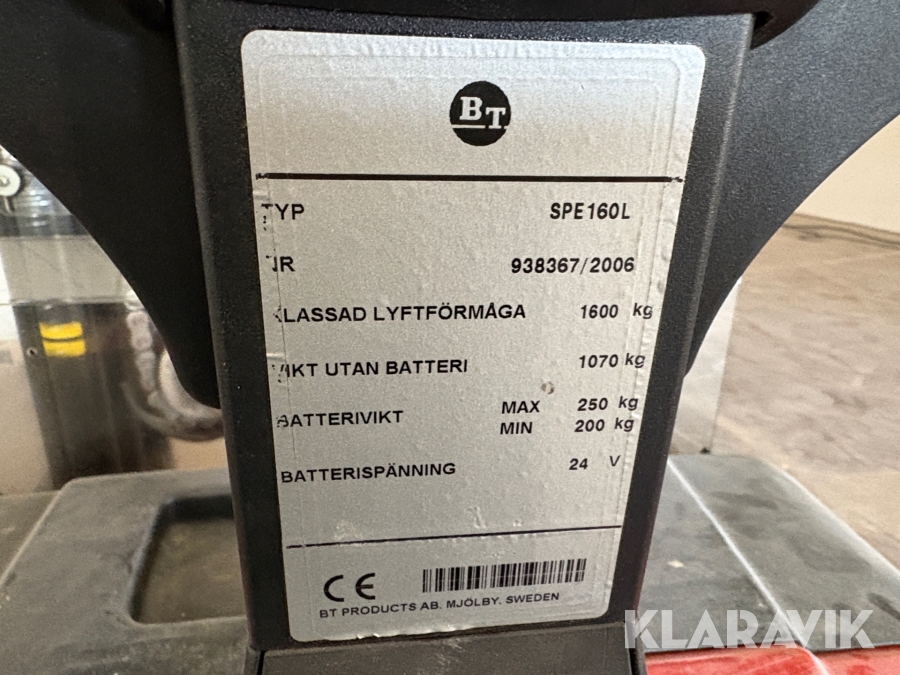 BT
TYP SPE160L
NR 938367/2006
KLASSAD LYFTFÖRMÅGA 1600 kg
VIKT UTAN BATTERI 1070 kg
BATTERIVIKT MAX 250 kg
MIN 200 kg
BATTERISPÄNNING 24 V
CE
BT PRODUCTS AB. MJÖLBY. SWEDEN
KLARAVIK